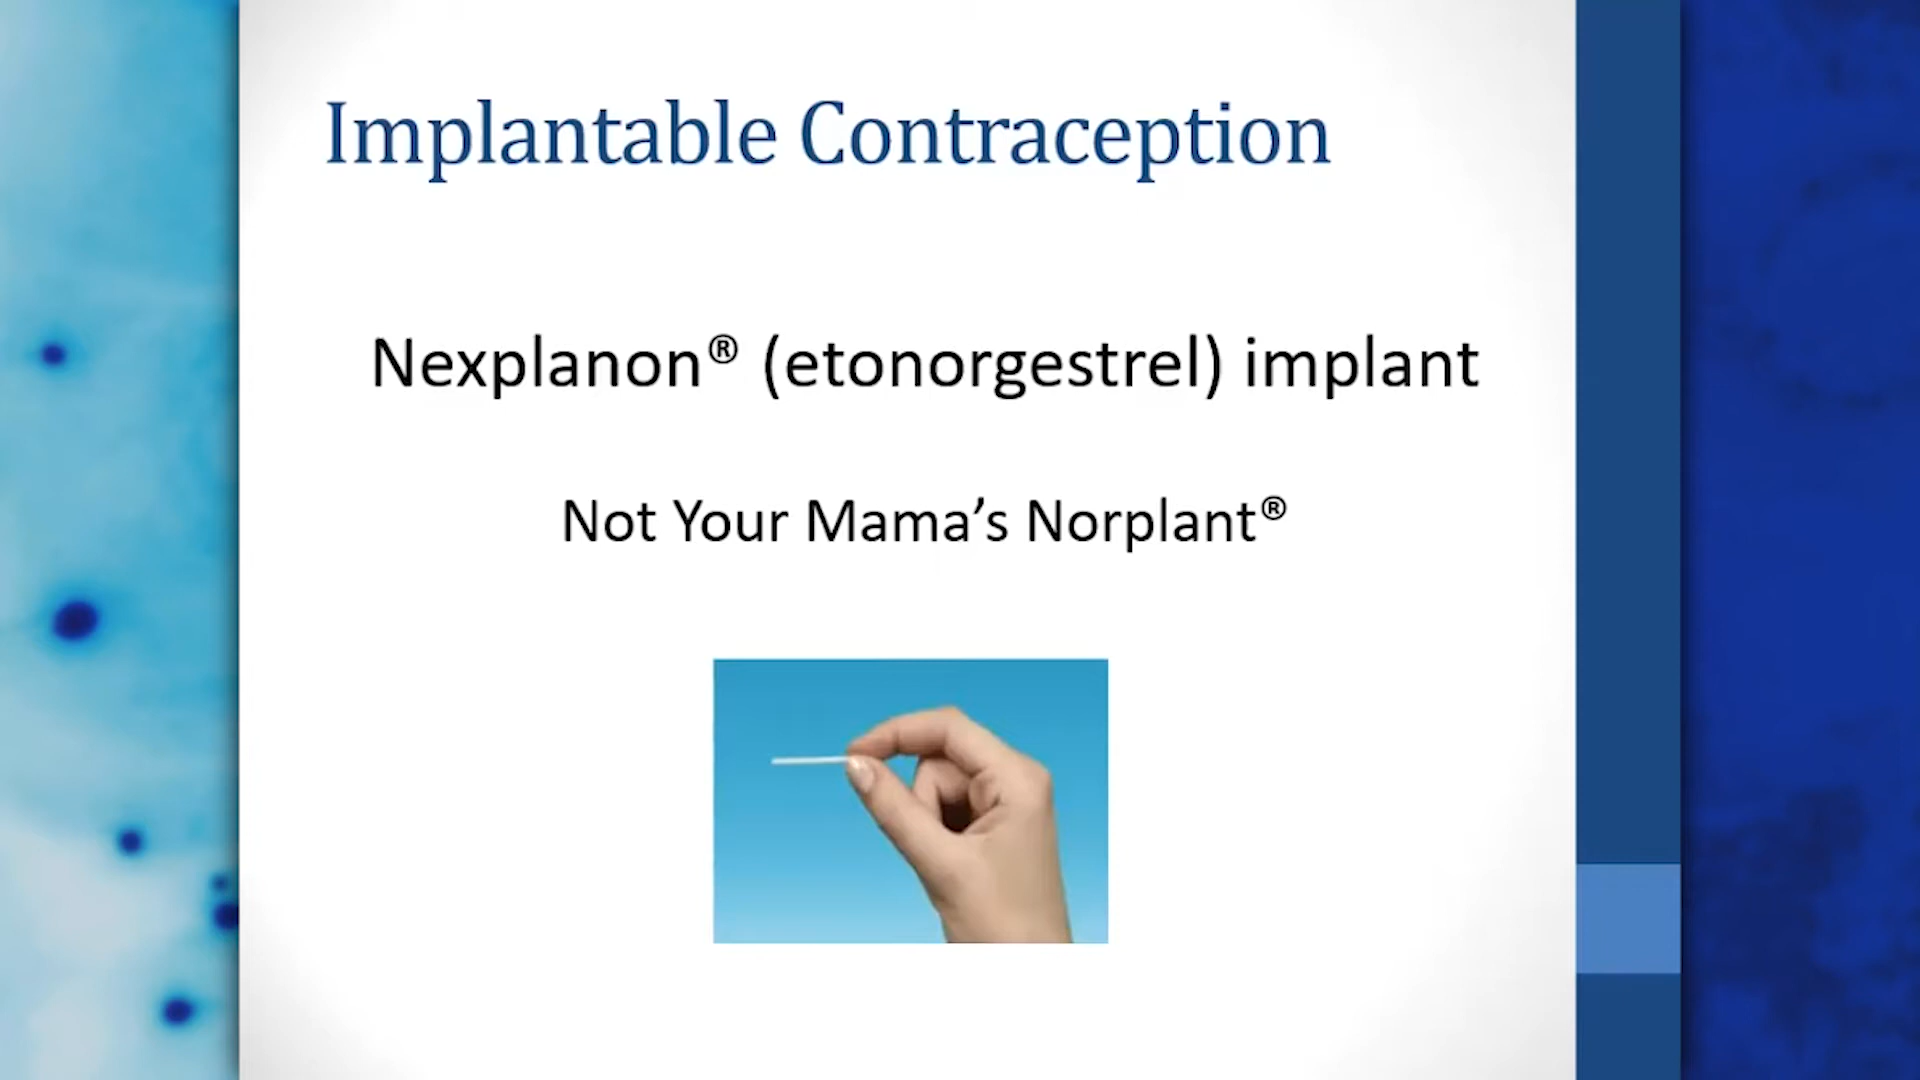 Implantable Contraception
Nexplanon® (etonorgestrel) implant
Not Your Mama’s Norplant®